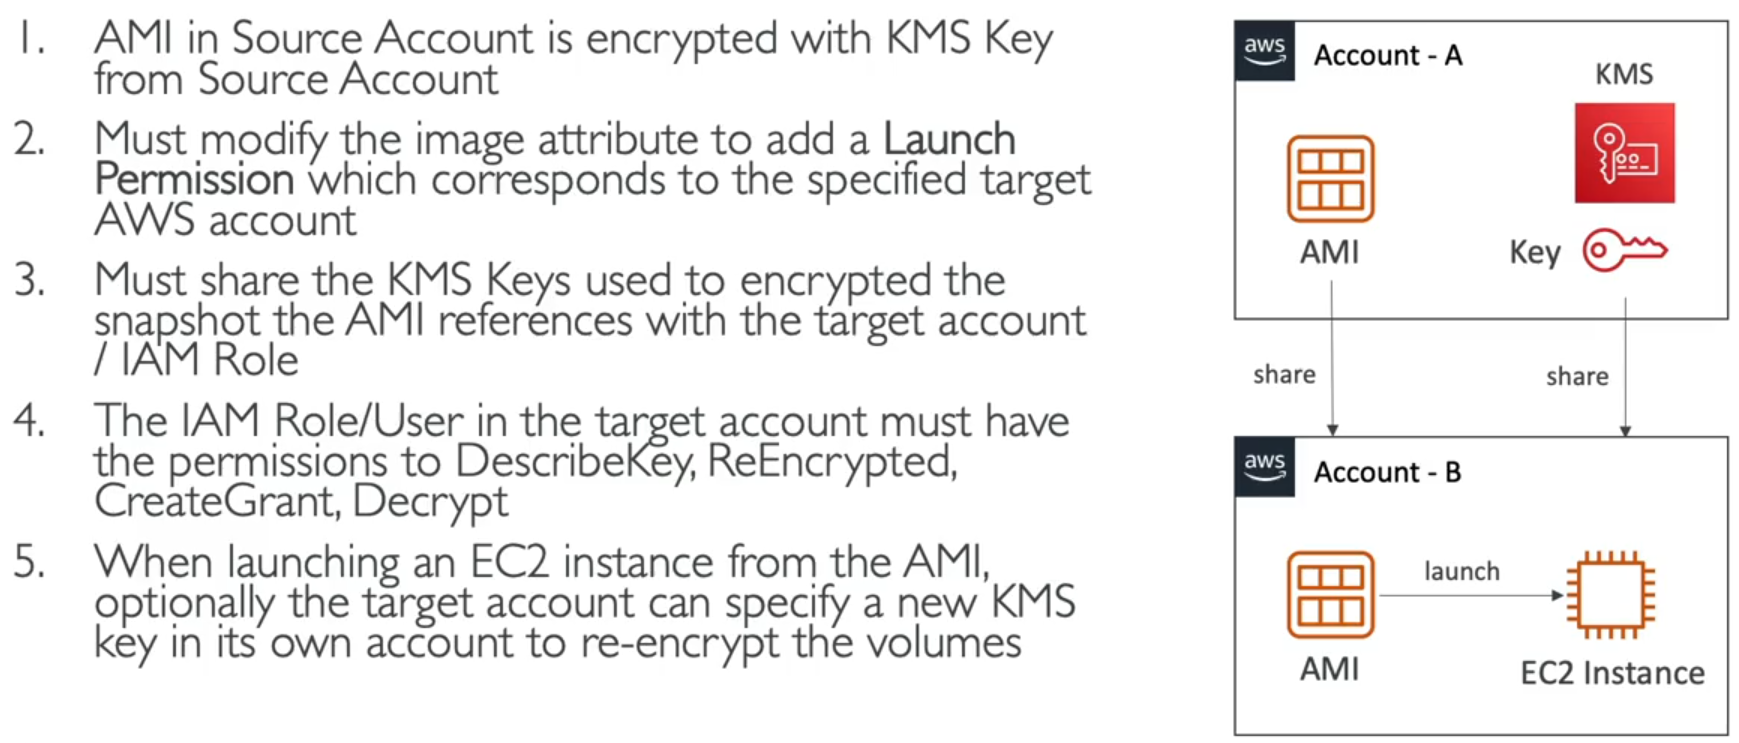 1. AMI in Source Account is encrypted with KMS Key
from Source Account
2. Must modify the image attribute to add a Launch
Permission which corresponds to the specified target
AWS account
3. Must share the KMS Keys used to encrypted the
snapshot the AMI references with the target account
/ IAM Role
4. The IAM Role/User in the target account must have
the permissions to DescribeKey, ReEncrypted,
CreateGrant, Decrypt
5. When launching an EC2 instance from the AMI,
optionally the target account can specify a new KMS
key in its own account to re-encrypt the volumes
aws
Account - A
KMS
AMI
Key
share
share
aws
Account - B
launch
AMI
EC2 Instance